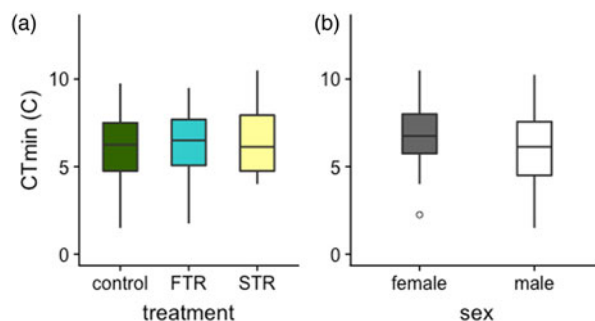 (a)
(b)
CTmin (C)
10
5
0
control FTR STR
treatment
10
5
0
female male
sex